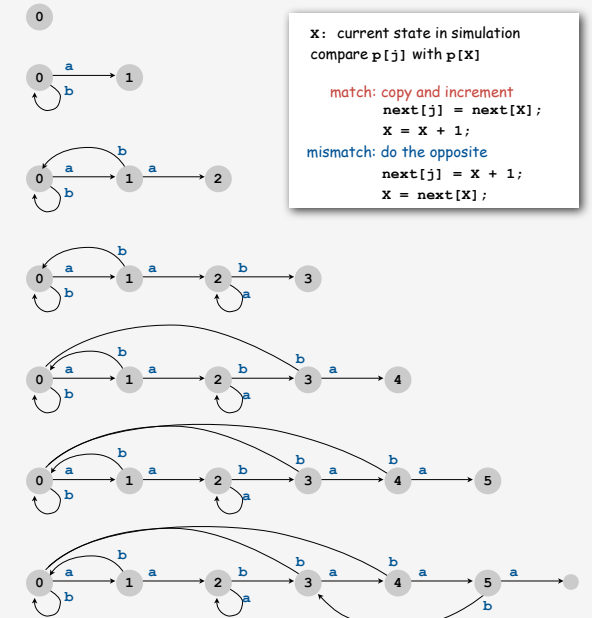 X: current state in simulation
compare p[j] with p[X]
match: copy and increment
next[j] = next[X];
X = X + 1;
mismatch: do the opposite
next[j] = X + 1;
X = next[X];
0
a
0 1
b
b
a a
0 1 2
b
b
a a b
0 1 2 3
b a
b b
a a b a
0 1 2 3 4
b a
b b b
a a b a a
0 1 2 3 4 5
b a
b b b
a a b a a a
0 1 2 3 4 5
b a b